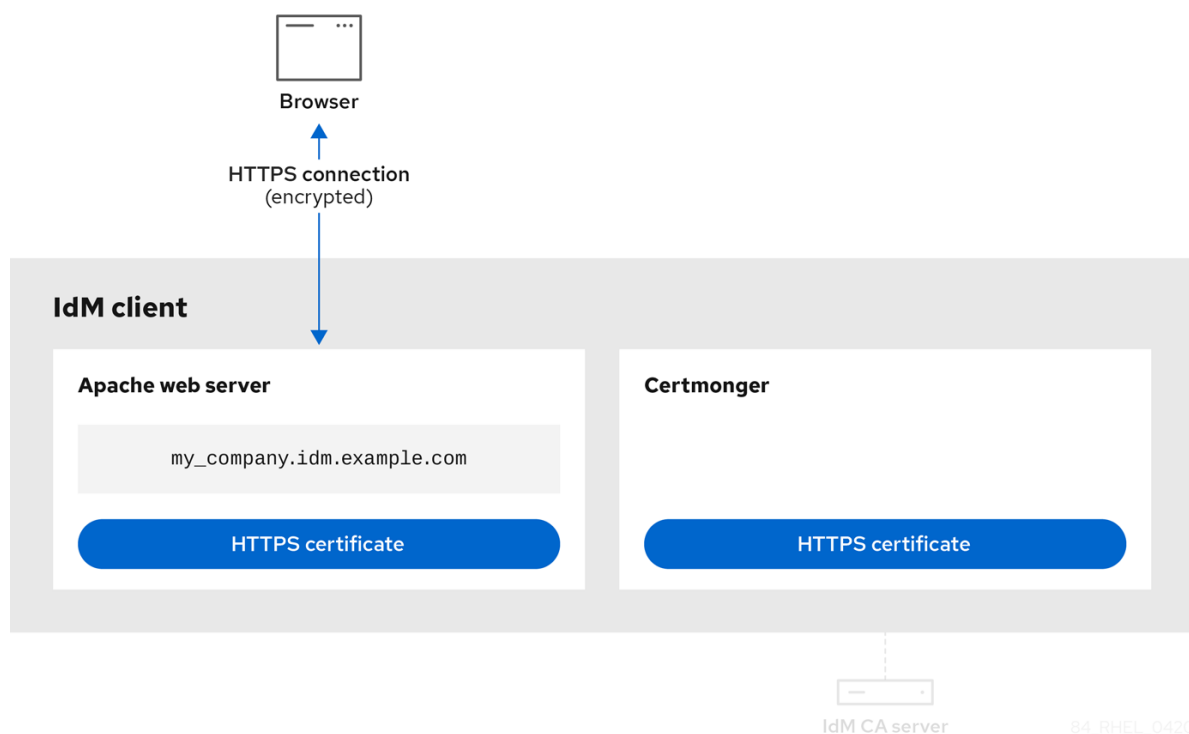 Browser
HTTPS connection
(encrypted)
IdM client
Apache web server
Certmonger
my_company.idm.example.com
HTTPS certificate
HTTPS certificate
IdM CA server
84_RHEL_0420